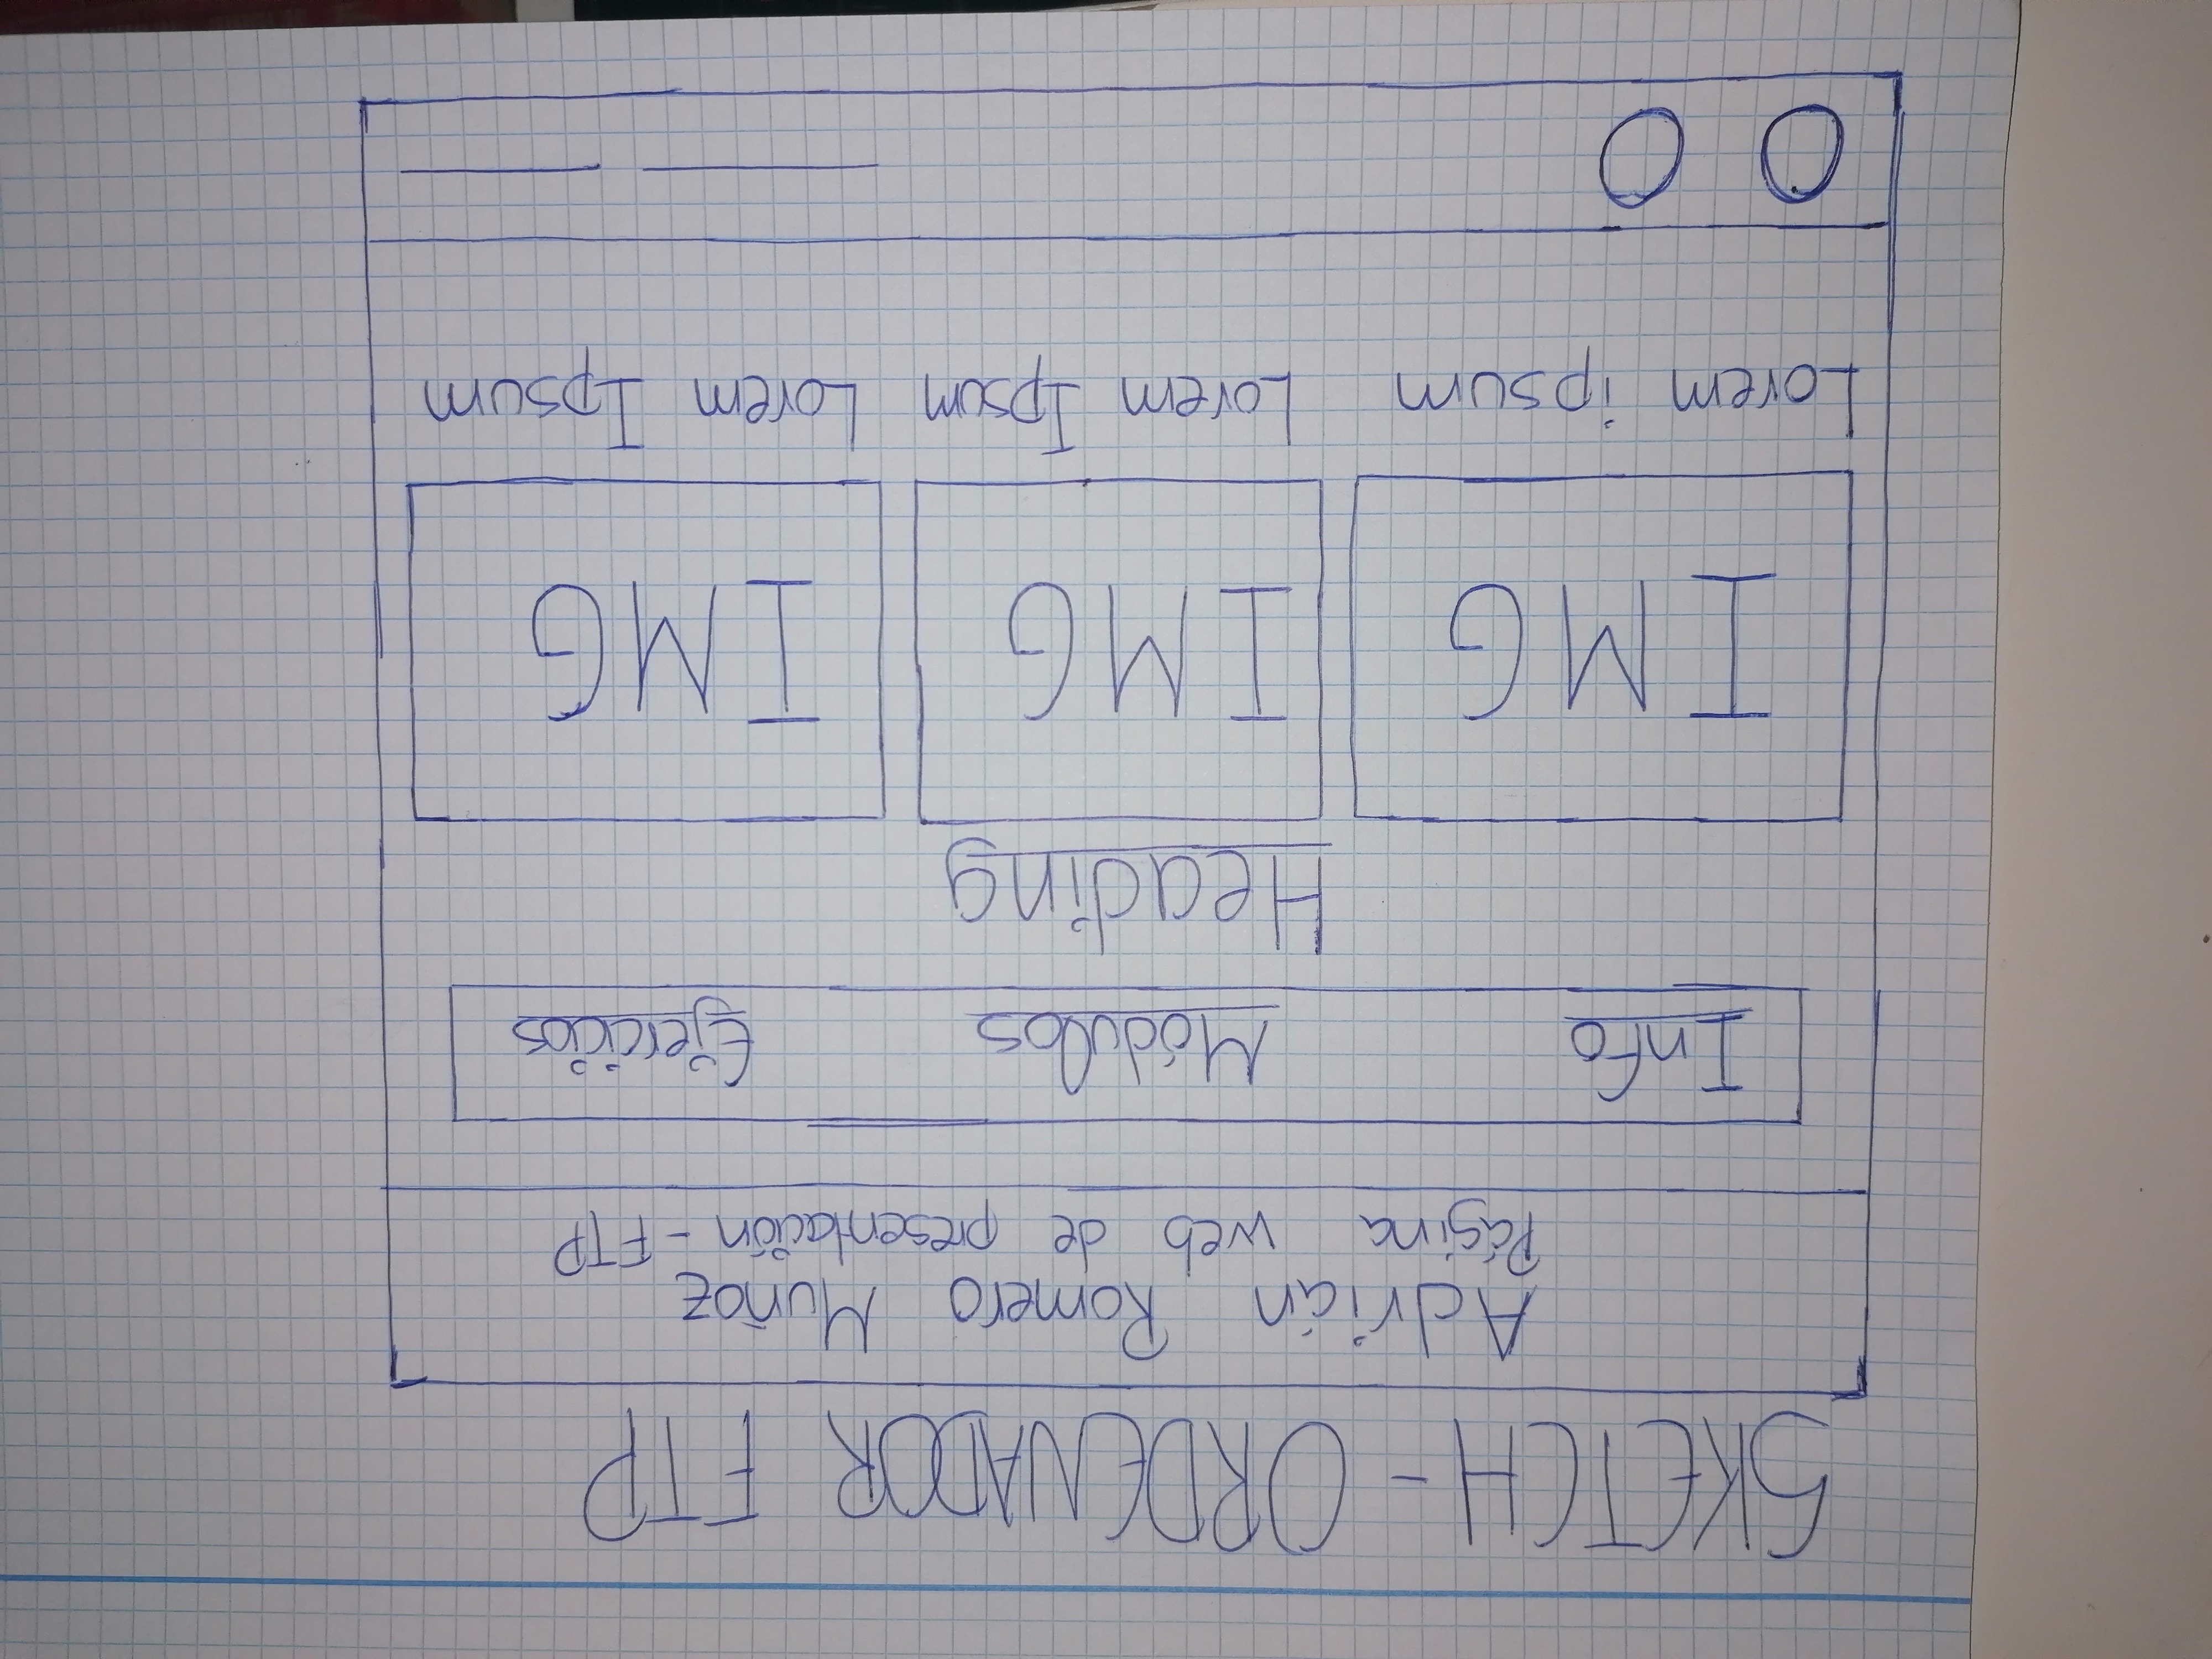 SKETCH - ORDENADOR FTP
Adrián Romero Muñoz
Página web de presentación - FTP
Info Módulos Ejercicios
Heading
IMG IMG IMG
Lorem ipsum Lorem Ipsum Lorem Ipsum